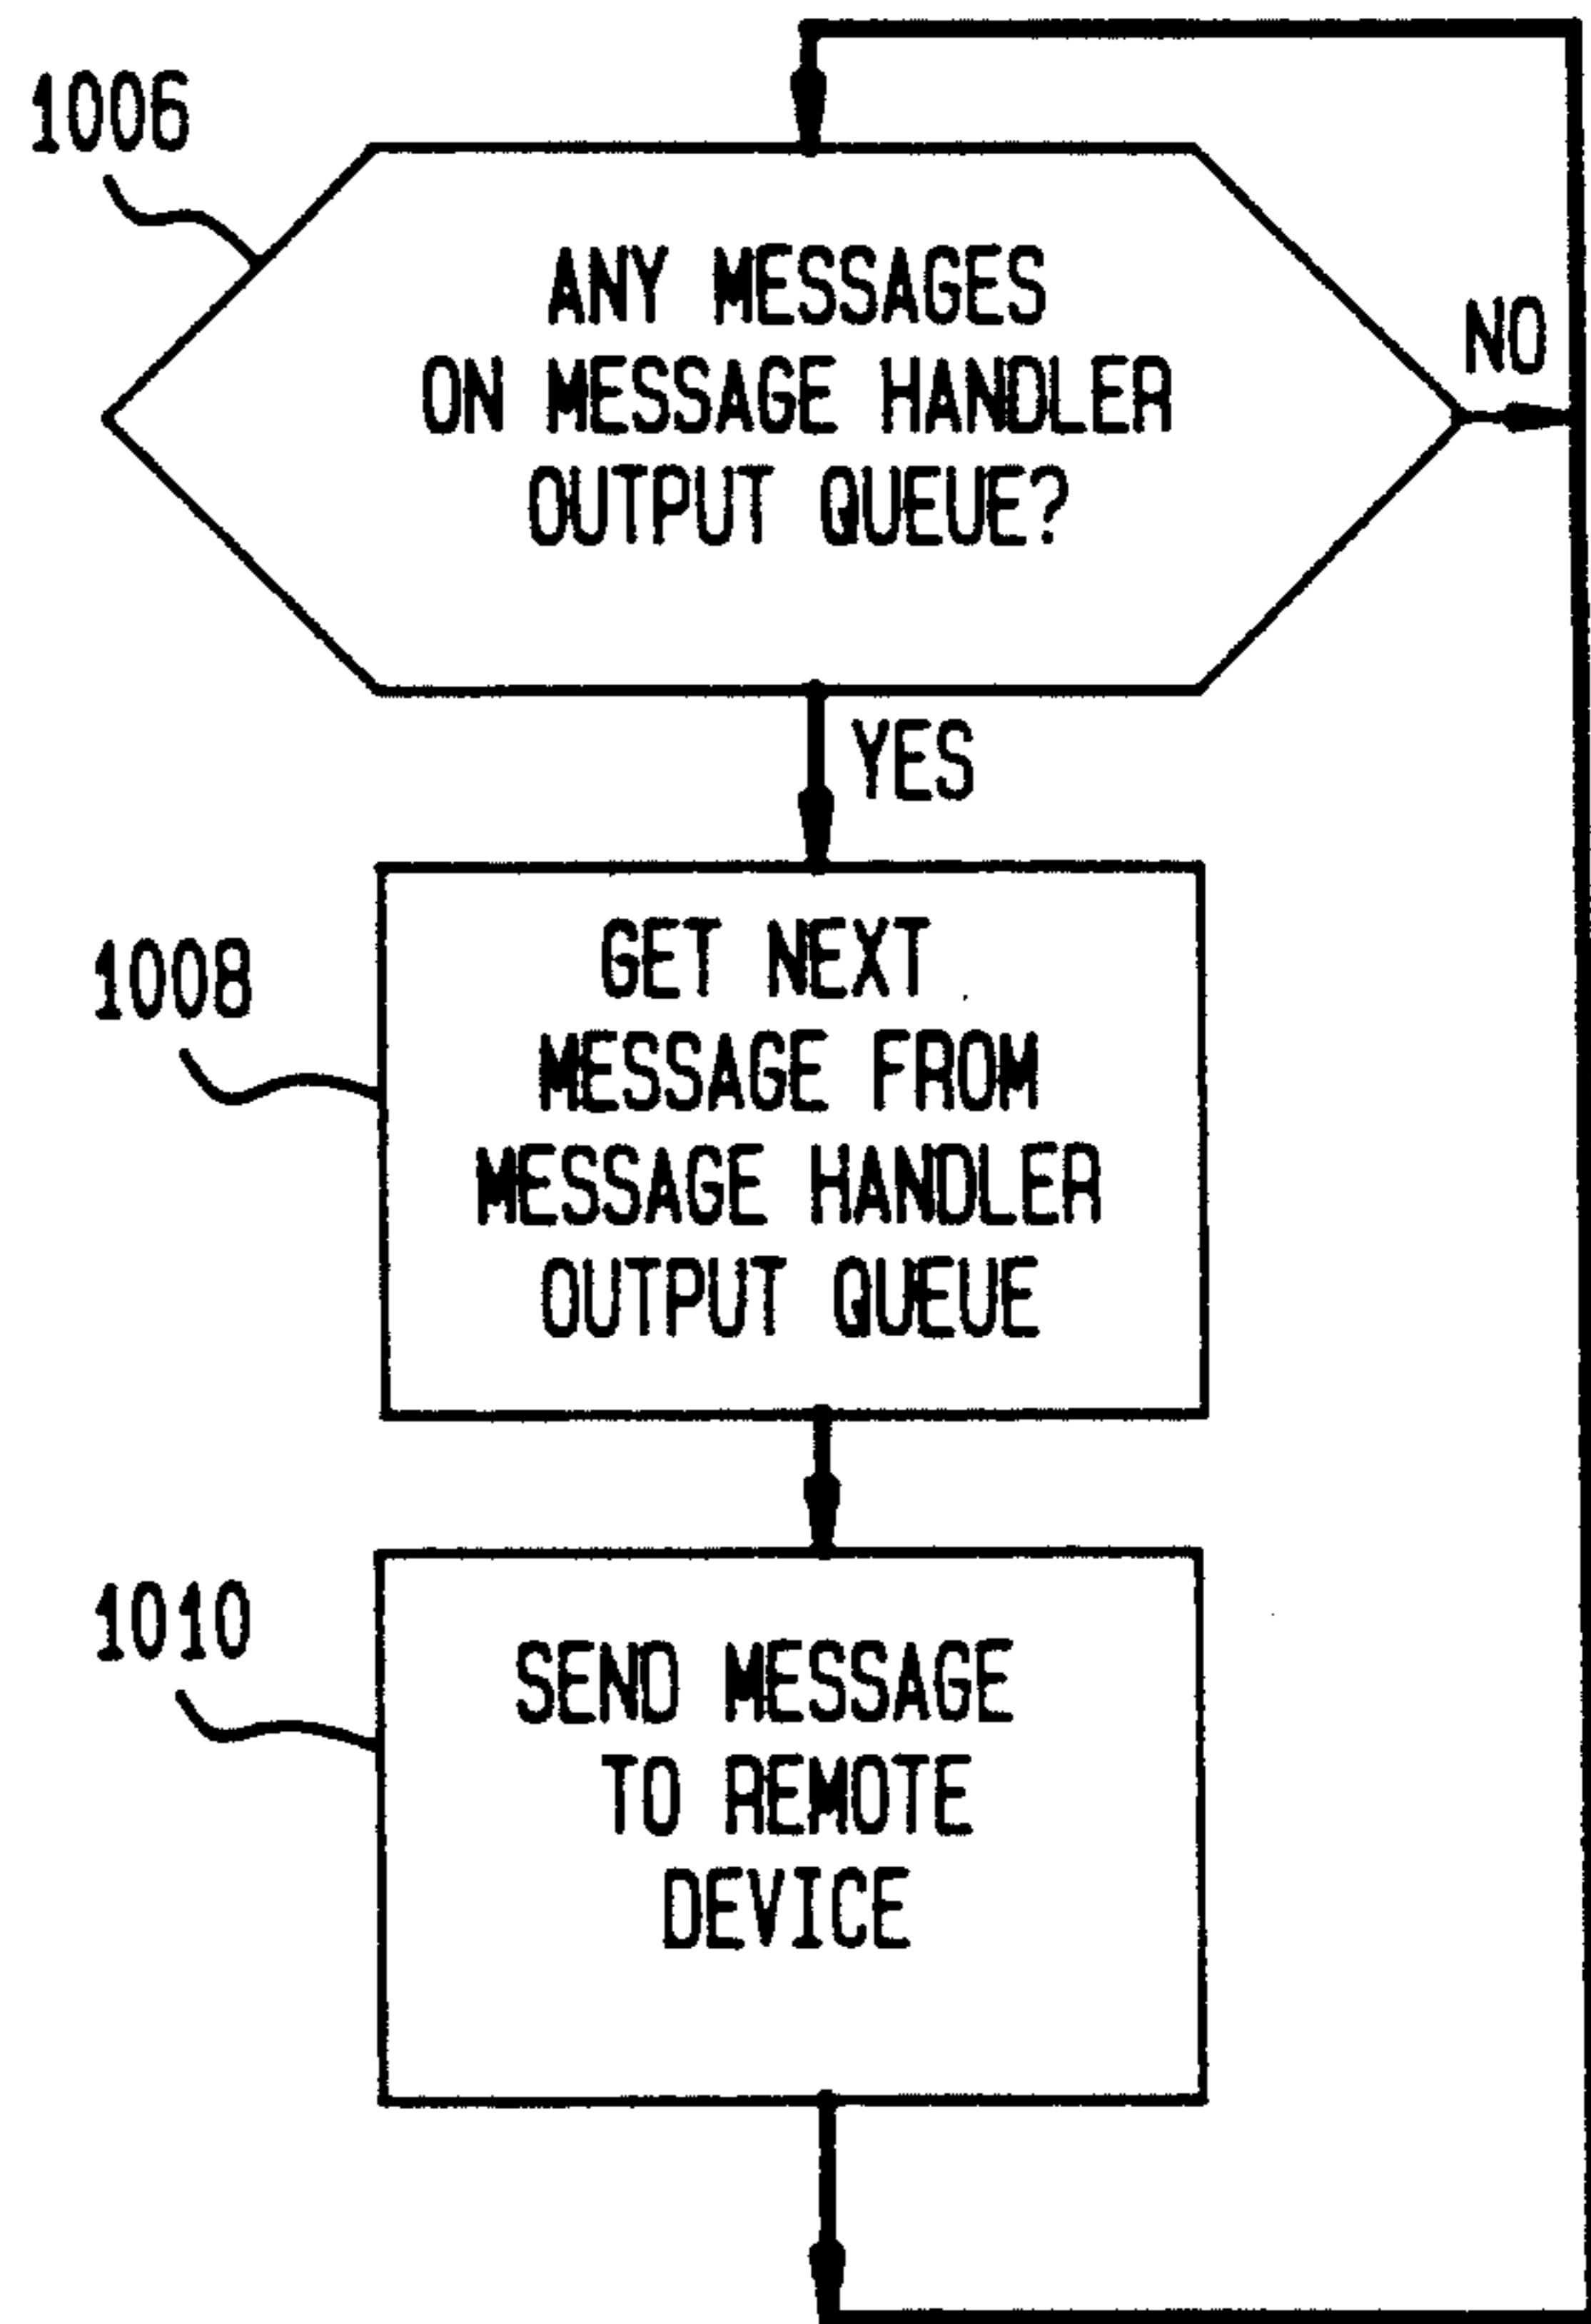 1006
ANY MESSAGES
ON MESSAGE HANDLER
OUTPUT QUEUE?
NO
YES
1008
GET NEXT
MESSAGE FROM
MESSAGE HANDLER
OUTPUT QUEUE
1010
SEND MESSAGE
TO REMOTE
DEVICE